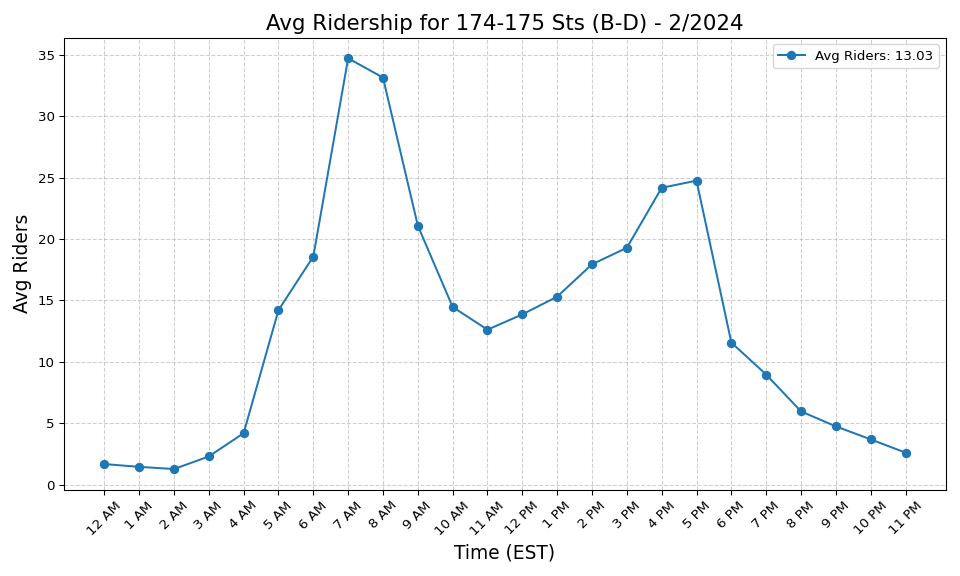 Avg Ridership for 174-175 Sts (B-D) - 2/2024
Avg Riders: 13.03
Avg Riders
35
30
25
20
15
10
5
0
12 AM
1 AM
2 AM
3 AM
4 AM
5 AM
6 AM
7 AM
8 AM
9 AM
10 AM
11 AM
12 PM
1 PM
2 PM
3 PM
4 PM
5 PM
6 PM
7 PM
8 PM
9 PM
10 PM
11 PM
Time (EST)